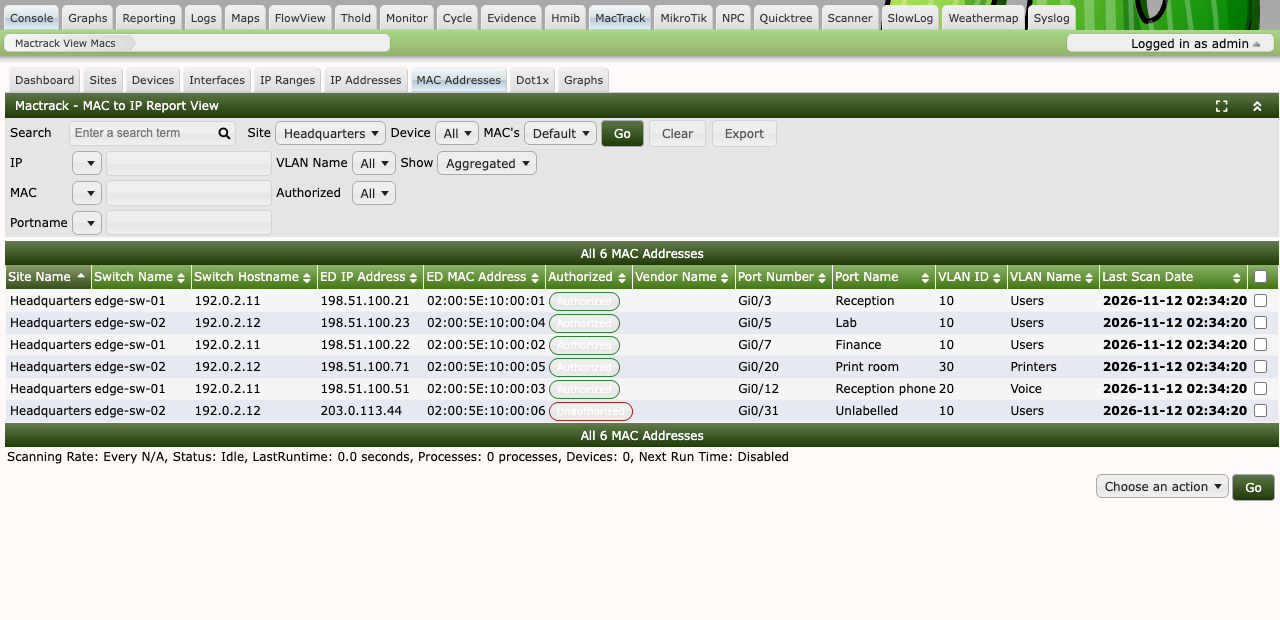 Console Graphs Reporting Logs Maps FlowView Thold Monitor Cycle Evidence Hmib MacTrack MikroTik NPC Quicktree Scanner SlowLog Weathermap Syslog
Mactrack View Macs Logged in as admin
Dashboard Sites Devices Interfaces IP Ranges IP Addresses MAC Addresses Dot1x Graphs
Mactrack - MAC to IP Report View
Search Enter a search term Site Headquarters Device All MAC's Default Go Clear Export
IP VLAN Name All Show Aggregated
MAC Authorized All
Portname
All 6 MAC Addresses
Site Name Switch Name Switch Hostname ED IP Address ED MAC Address Authorized Vendor Name Port Number Port Name VLAN ID VLAN Name Last Scan Date
Headquarters edge-sw-01 192.0.2.11 198.51.100.21 02:00:5E:10:00:01 Authorized Gi0/3 Reception 10 Users 2026-11-12 02:34:20
Headquarters edge-sw-02 192.0.2.12 198.51.100.23 02:00:5E:10:00:04 Authorized Gi0/5 Lab 10 Users 2026-11-12 02:34:20
Headquarters edge-sw-01 192.0.2.11 198.51.100.22 02:00:5E:10:00:02 Authorized Gi0/7 Finance 10 Users 2026-11-12 02:34:20
Headquarters edge-sw-02 192.0.2.12 198.51.100.71 02:00:5E:10:00:05 Authorized Gi0/20 Print room 30 Printers 2026-11-12 02:34:20
Headquarters edge-sw-01 192.0.2.11 198.51.100.51 02:00:5E:10:00:03 Authorized Gi0/12 Reception phone 20 Voice 2026-11-12 02:34:20
Headquarters edge-sw-02 192.0.2.12 203.0.113.44 02:00:5E:10:00:06 Unauthorized Gi0/31 Unlabelled 10 Users 2026-11-12 02:34:20
All 6 MAC Addresses
Scanning Rate: Every N/A, Status: Idle, LastRuntime: 0.0 seconds, Processes: 0 processes, Devices: 0, Next Run Time: Disabled
Choose an action Go